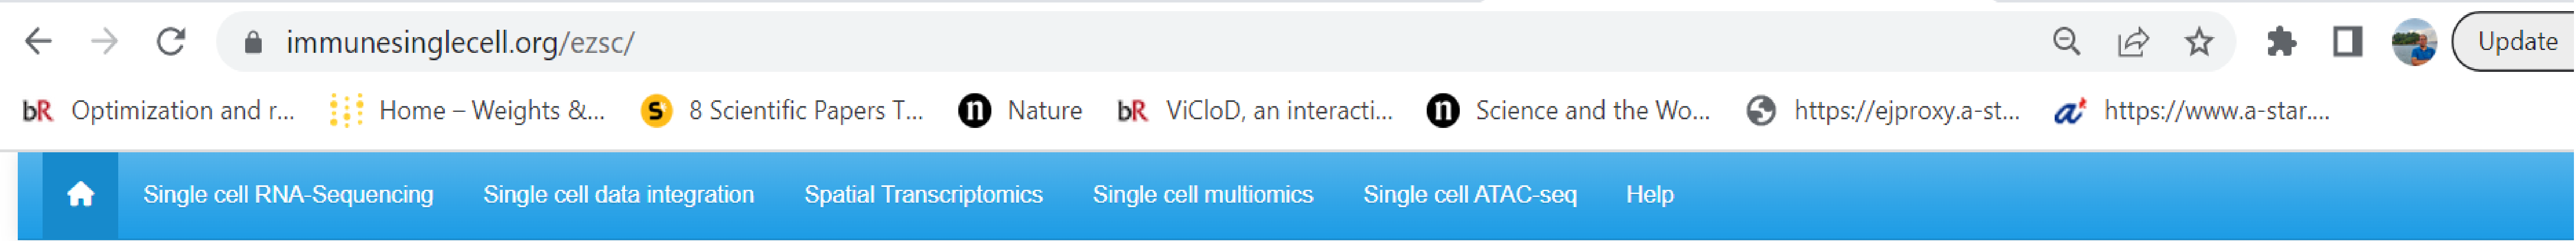 immunesinglecell.org/ezsc/ Update
bR Optimization and r... Home – Weights &... S 8 Scientific Papers T... n Nature bR ViCloD, an interacti... n Science and the Wo... https://ejproxy.a-st... a* https://www.a-star....
Single cell RNA-Sequencing Single cell data integration Spatial Transcriptomics Single cell multiomics Single cell ATAC-seq Help